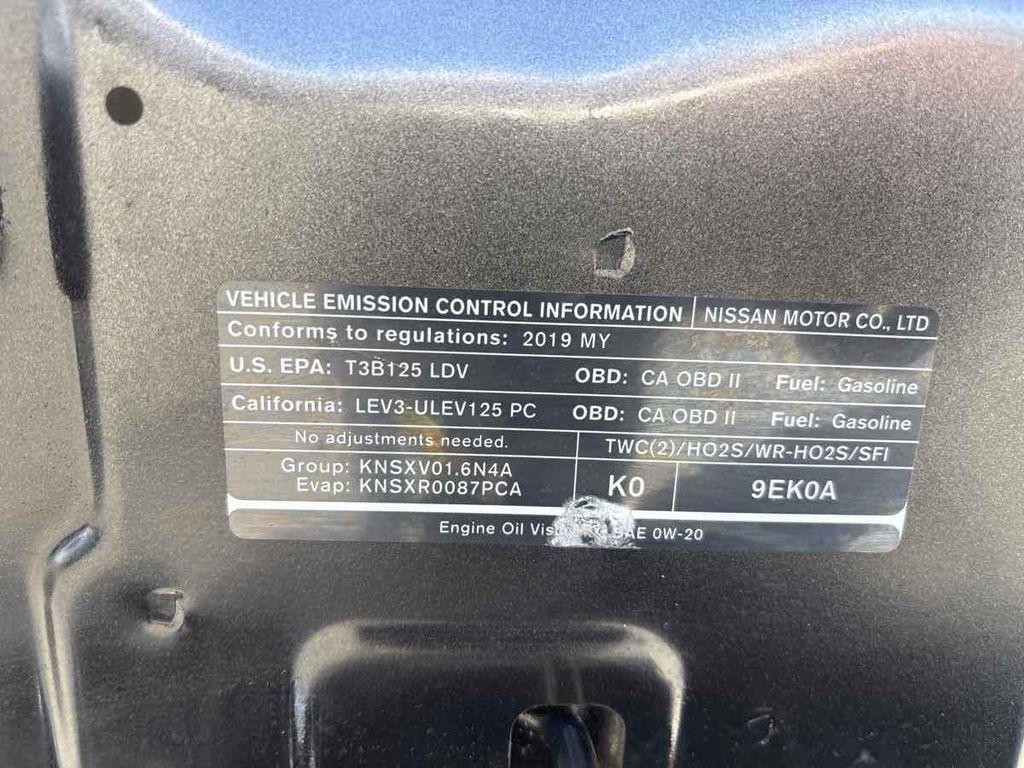 VEHICLE EMISSION CONTROL INFORMATION NISSAN MOTOR CO., LTD
Conforms to regulations: 2019 MY
U.S. EPA: T3B125 LDV OBD: CA OBD II Fuel: Gasoline
California: LEV3-ULEV125 PC OBD: CA OBD II Fuel: Gasoline
No adjustments needed. TWC(2)/HO2S/WR-HO2S/SFI
Group: KNSXV01.6N4A
Evap: KNSXR0087PCA K0 9EK0A
Engine Oil SAE 0W-20